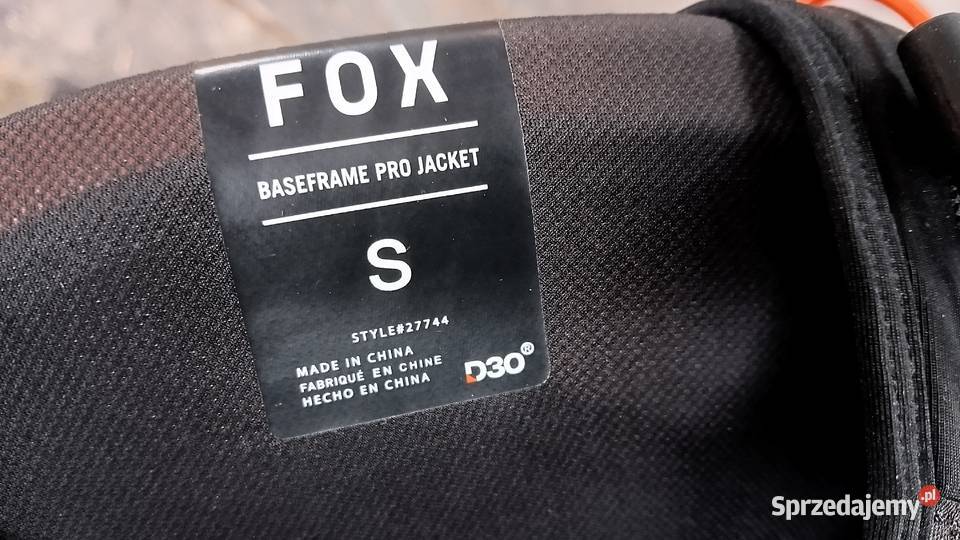 FOX
BASEFRAME PRO JACKET
S
STYLE#27744
MADE IN CHINA
FABRIQUÉ EN CHINE
HECHO EN CHINA
D3O®
Sprzedajemy.pl